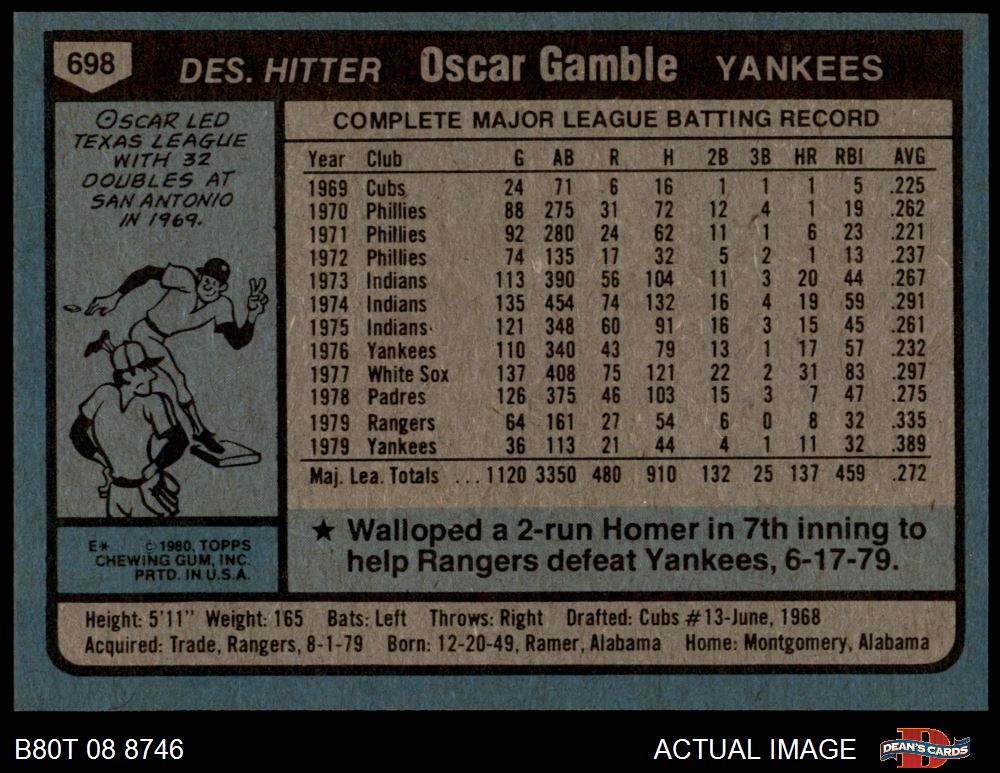 698 DES. HITTER Oscar Gamble YANKEES
OSCAR LED
TEXAS LEAGUE
WITH 32
DOUBLES AT
SAN ANTONIO
IN 1969.
E* © 1980, TOPPS
CHEWING GUM, INC.
PRTD. IN U.S.A.
COMPLETE MAJOR LEAGUE BATTING RECORD
Year Club G AB R H 2B 3B HR RBI AVG
1969 Cubs 24 71 6 16 1 1 1 5 .225
1970 Phillies 88 275 31 72 12 4 1 19 .262
1971 Phillies 92 280 24 62 11 1 6 23 .221
1972 Phillies 74 135 17 32 5 2 1 13 .237
1973 Indians 113 390 56 104 11 3 20 44 .267
1974 Indians 135 454 74 132 16 4 19 59 .291
1975 Indians 121 348 60 91 16 3 15 45 .261
1976 Yankees 110 340 43 79 13 1 17 57 .232
1977 White Sox 137 408 75 121 22 2 31 83 .297
1978 Padres 126 375 46 103 15 3 7 47 .275
1979 Rangers 64 161 27 54 6 0 8 32 .335
1979 Yankees 36 113 21 44 4 1 11 32 .389
Maj. Lea. Totals ... 1120 3350 480 910 132 25 137 459 .272
★ Walloped a 2-run Homer in 7th inning to
help Rangers defeat Yankees, 6-17-79.
Height: 5'11" Weight: 165 Bats: Left Throws: Right Drafted: Cubs #13-June, 1968
Acquired: Trade, Rangers, 8-1-79 Born: 12-20-49, Ramer, Alabama Home: Montgomery, Alabama
B80T 08 8746 ACTUAL IMAGE DEAN'S CARDS